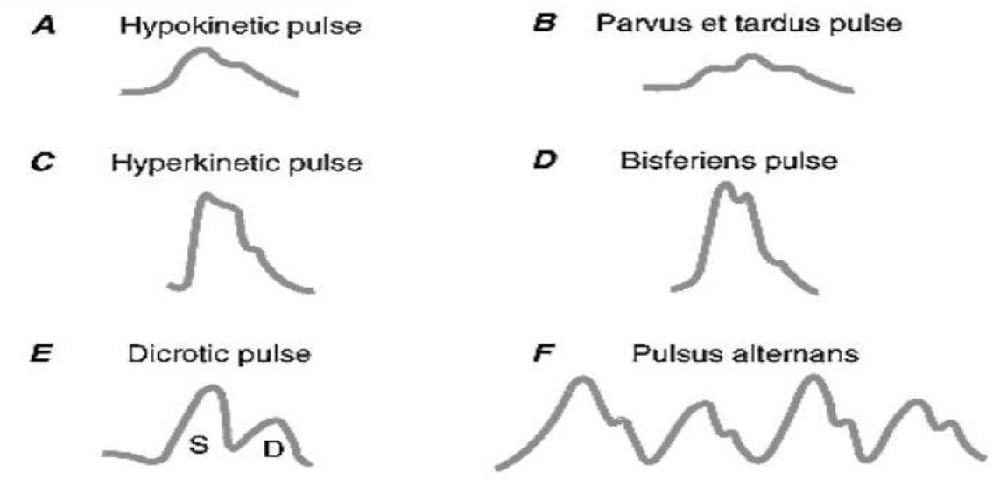 A Hypokinetic pulse
B Parvus et tardus pulse
C Hyperkinetic pulse
D Bisferiens pulse
E Dicrotic pulse
S D
F Pulsus alternans